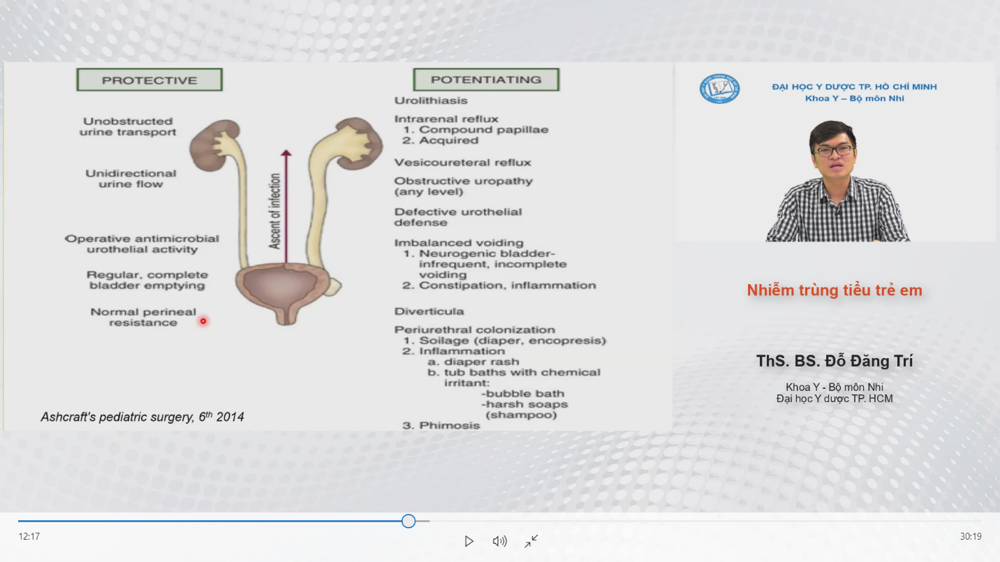 PROTECTIVE
Unobstructed
urine transport
Unidirectional
urine flow
Operative antimicrobial
urothelial activity
Regular, complete
bladder emptying
Normal perineal
resistance
Ascent of infection
POTENTIATING
Urolithiasis
Intrarenal reflux
1. Compound papillae
2. Acquired
Vesicoureteral reflux
Obstructive uropathy
(any level)
Defective urothelial
defense
Imbalanced voiding
1. Neurogenic bladder-
infrequent, incomplete
voiding
2. Constipation, inflammation
Diverticula
Periurethral colonization
1. Soilage (diaper, encopresis)
2. Inflammation
a. diaper rash
b. tub baths with chemical
irritant:
-bubble bath
-harsh soaps
(shampoo)
3. Phimosis
Ashcraft's pediatric surgery, 6th 2014
ĐẠI HỌC Y DƯỢC TP. HỒ CHÍ MINH
Khoa Y – Bộ môn Nhi
Nhiễm trùng tiểu trẻ em
ThS. BS. Đỗ Đăng Trí
Khoa Y - Bộ môn Nhi
Đại học Y dược TP. HCM
12:17
30:19